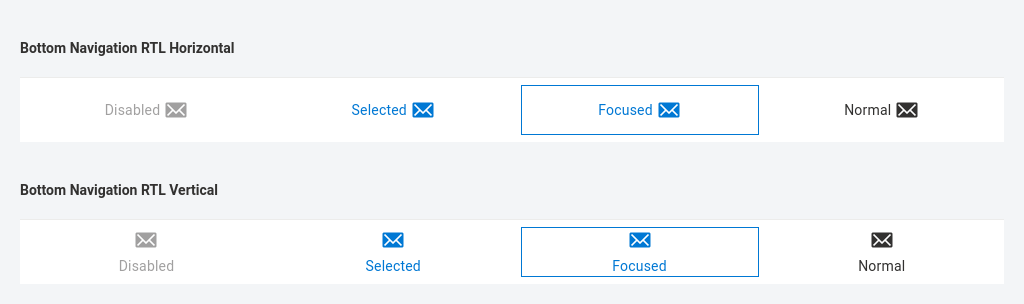 Bottom Navigation RTL Horizontal
Disabled Selected Focused Normal
Bottom Navigation RTL Vertical
Disabled Selected Focused Normal